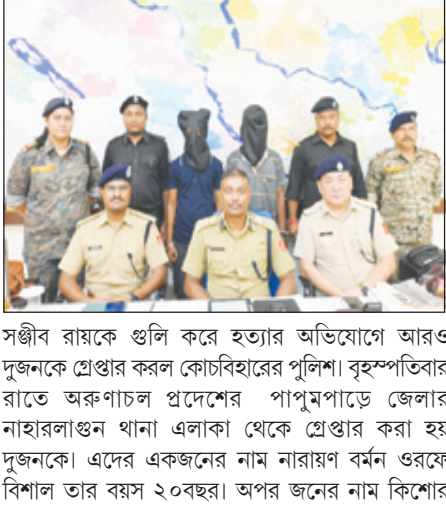 সঞ্জীব রায়কে গুলি করে হত্যার অভিযোগে আরও
দুজনকে গ্রেপ্তার করল কোচবিহারের পুলিশ। বৃহস্পতিবার
রাতে অরুণাচল প্রদেশের পাপুমপাড়ে জেলার
নাহারলাগুন থানা এলাকা থেকে গ্রেপ্তার করা হয়
দুজনকে। এদের একজনের নাম নারায়ণ বর্মন ওরফে
বিশাল তার বয়স ২০বছর। অপর জনের নাম কিশোর